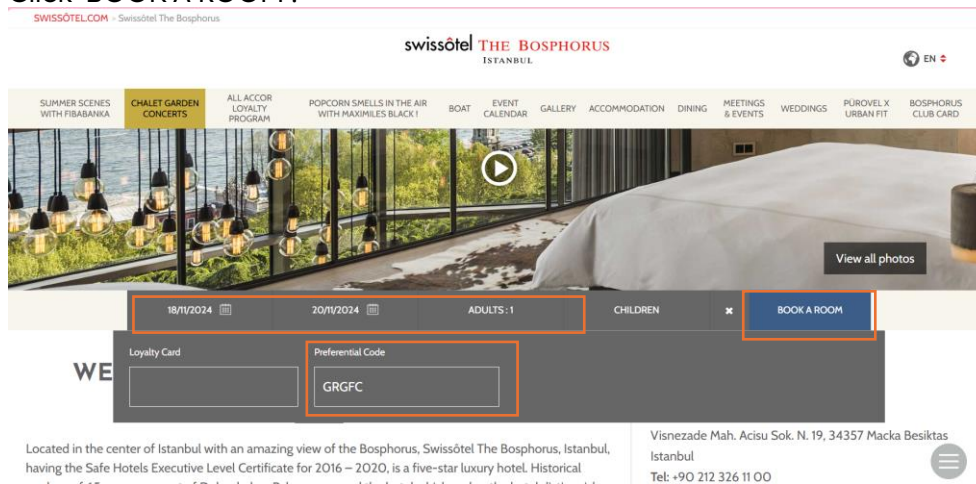 Click 'BOOK A ROOM'.
SWISSÔTEL.COM > Swissôtel The Bosphorus
swissôtel THE BOSPHORUS
ISTANBUL
EN
SUMMER SCENES WITH FIBABANKA
CHALET GARDEN CONCERTS
ALL ACCOR LOYALTY PROGRAM
POPCORN SMELLS IN THE AIR WITH MAXIMILES BLACK !
BOAT
EVENT CALENDAR
GALLERY
ACCOMMODATION
DINING
MEETINGS & EVENTS
WEDDINGS
PÜROVEL X URBAN FIT
BOSPHORUS CLUB CARD
View all photos
18/11/2024
20/11/2024
ADULTS : 1
CHILDREN
BOOK A ROOM
Loyalty Card
Preferential Code
GRGFC
WE
Located in the center of Istanbul with an amazing view of the Bosphorus, Swissôtel The Bosphorus, Istanbul,
having the Safe Hotels Executive Level Certificate for 2016 – 2020, is a five-star luxury hotel. Historical
Visnezade Mah. Acisu Sok. N. 19, 34357 Macka Besiktas
Istanbul
Tel: +90 212 326 11 00